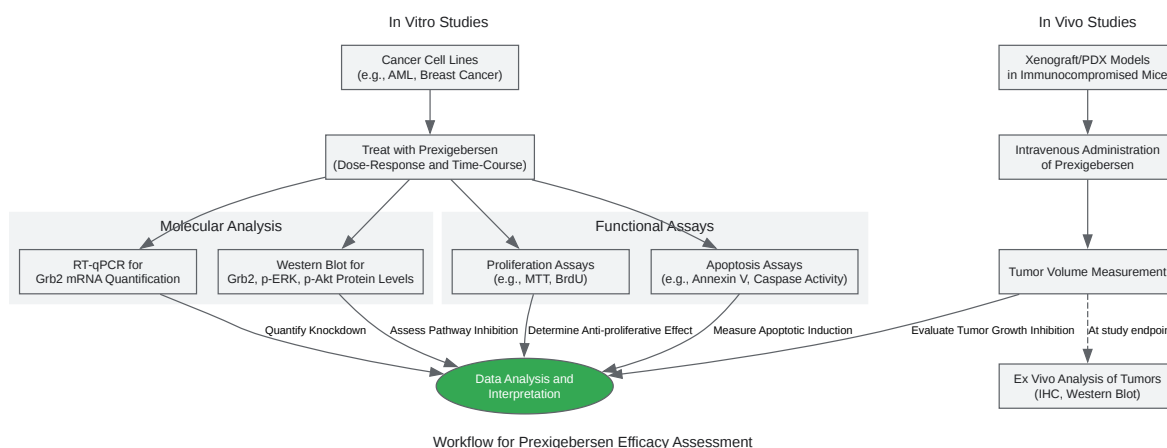 In Vitro Studies
In Vivo Studies
Cancer Cell Lines
(e.g., AML, Breast Cancer)
Xenograft/PDX Models
in Immunocompromised Mice
Treat with Prexigebersen
(Dose-Response and Time-Course)
Intravenous Administration
of Prexigebersen
Molecular Analysis
Functional Assays
RT-qPCR for
Grb2 mRNA Quantification
Western Blot for
Grb2, p-ERK, p-Akt Protein Levels
Proliferation Assays
(e.g., MTT, BrdU)
Apoptosis Assays
(e.g., Annexin V, Caspase Activity)
Tumor Volume Measurement
Quantify Knockdown
Assess Pathway Inhibition
Determine Anti-proliferative Effect
Measure Apoptotic Induction
Evaluate Tumor Growth Inhibition
At study endpoin
Data Analysis and
Interpretation
Ex Vivo Analysis of Tumors
(IHC, Western Blot)
Workflow for Prexigebersen Efficacy Assessment